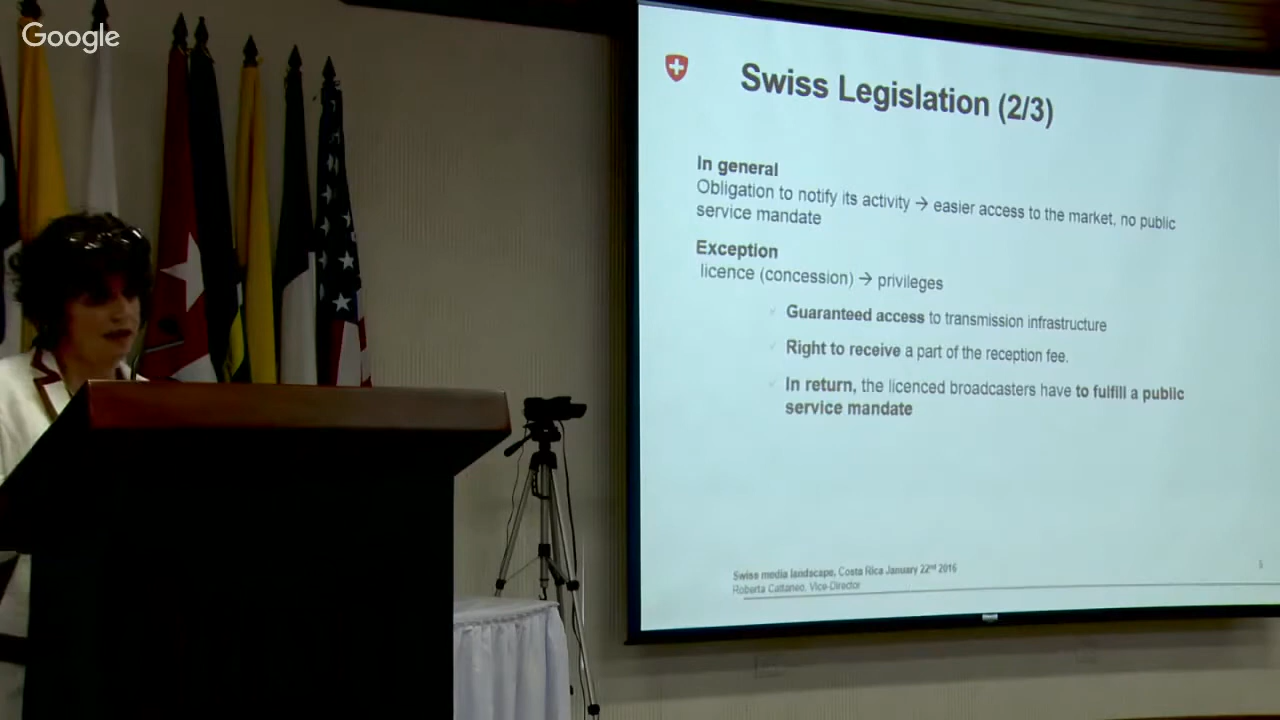 Google
Swiss Legislation (2/3)
In general
Obligation to notify its activity → easier access to the market, no public
service mandate
Exception
licence (concession) → privileges
Guaranteed access to transmission infrastructure
Right to receive a part of the reception fee.
In return, the licenced broadcasters have to fulfill a public
service mandate
Swiss media landscape, Costa Rica January 22nd 2016
Roberta Cattaneo, Vice-Director